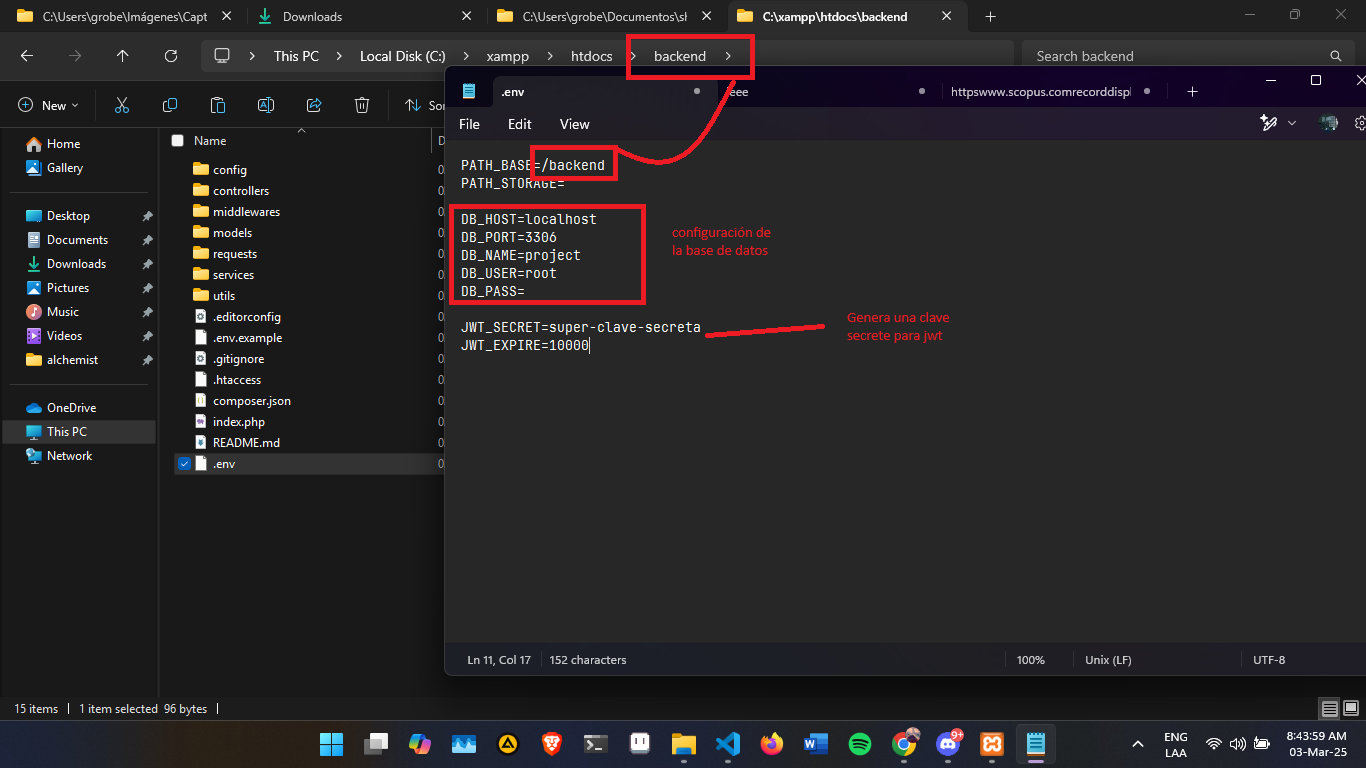 C:\Users\grobe\Imágenes\Capt
Downloads
C:\Users\grobe\Documentos\sl
C:\xampp\htdocs\backend
This PC
Local Disk (C:)
xampp
htdocs
backend
Search backend
New
Sor
.env
eee
httpswww.scopus.comrecorddispl
File
Edit
View
Home
Gallery
Desktop
Documents
Downloads
Pictures
Music
Videos
alchemist
OneDrive
This PC
Network
Name
config
controllers
middlewares
models
requests
services
utils
.editorconfig
.env.example
.gitignore
.htaccess
composer.json
index.php
README.md
.env
PATH_BASE=/backend
PATH_STORAGE=
DB_HOST=localhost
DB_PORT=3306
DB_NAME=project
DB_USER=root
DB_PASS=
configuración de
la base de datos
JWT_SECRET=super-clave-secreta
JWT_EXPIRE=10000
Genera una clave
secrete para jwt
Ln 11, Col 17
152 characters
100%
Unix (LF)
UTF-8
15 items
1 item selected
96 bytes
9+
ENG
LAA
8:43:59 AM
03-Mar-25